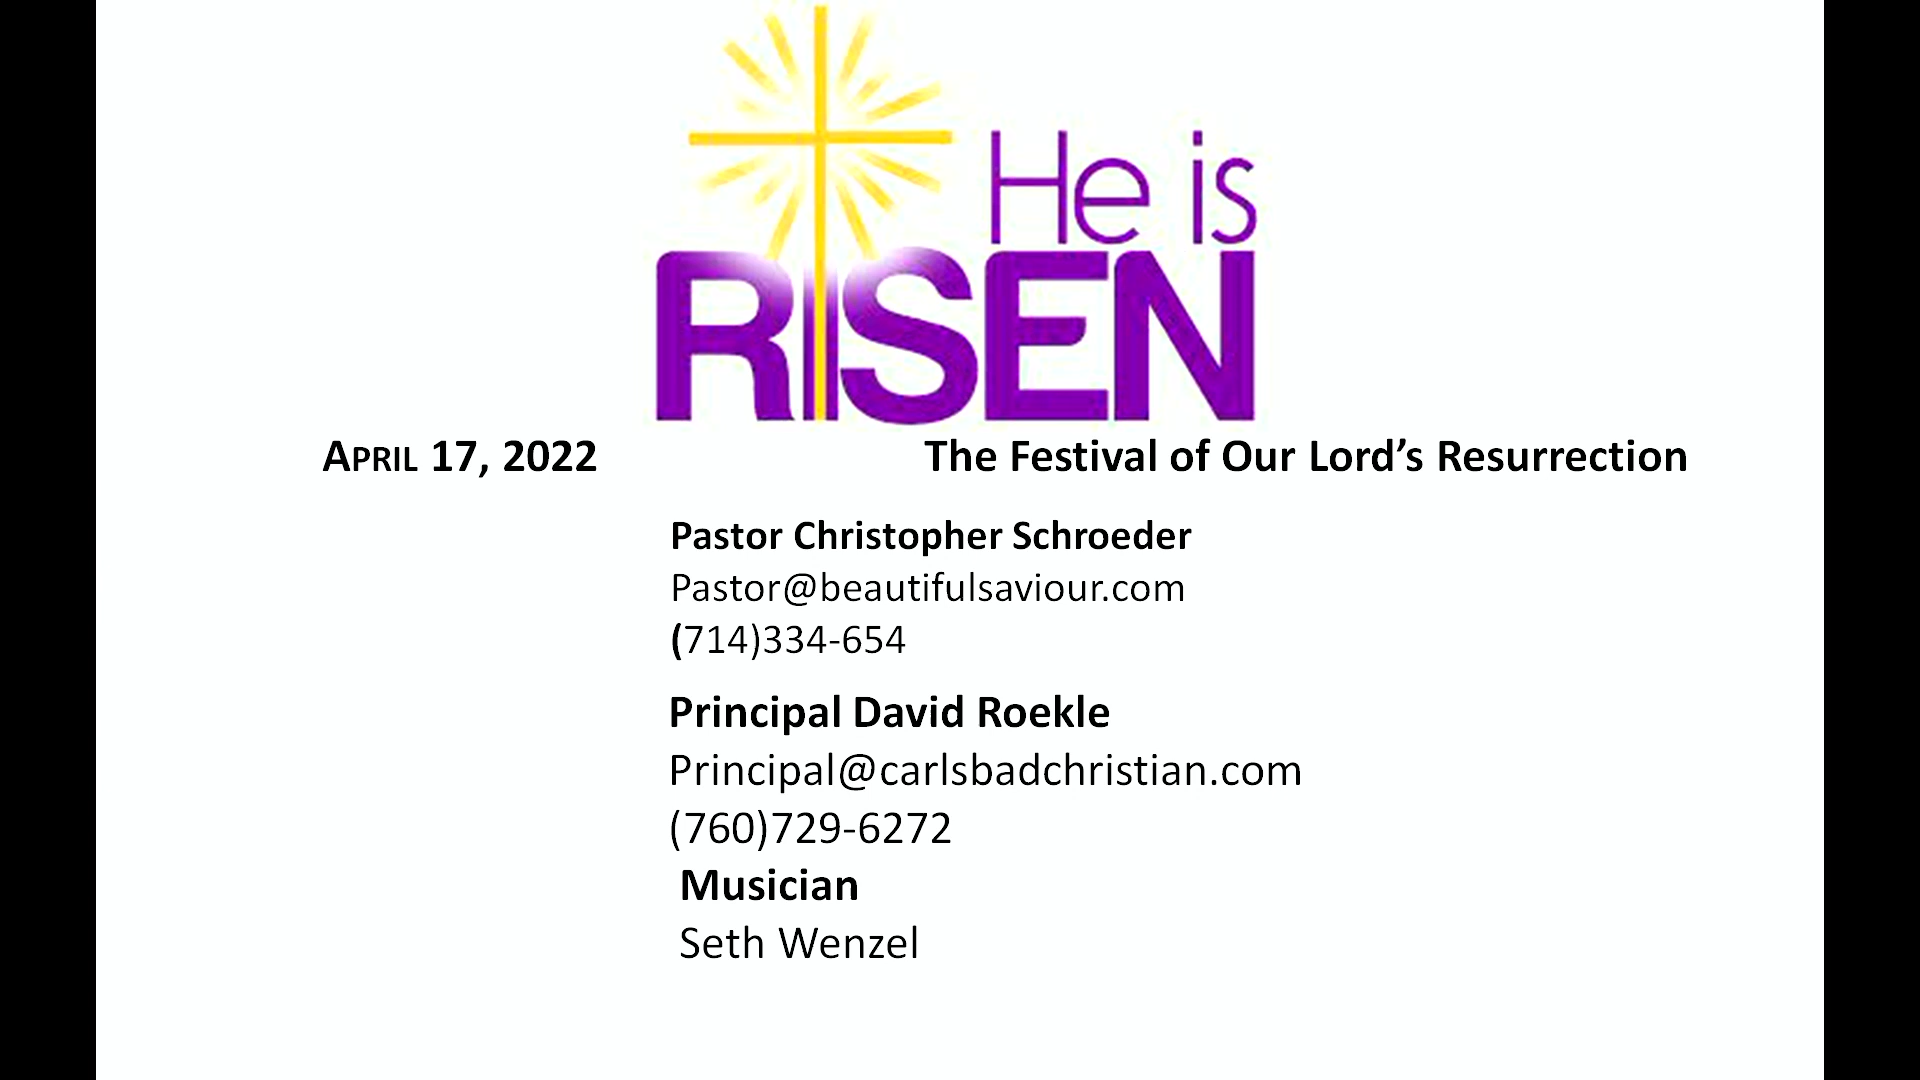 He is
RISEN
APRIL 17, 2022 The Festival of Our Lord’s Resurrection
Pastor Christopher Schroeder
Pastor@beautifulsaviour.com
(714)334-654
Principal David Roekle
Principal@carlsbadchristian.com
(760)729-6272
Musician
Seth Wenzel